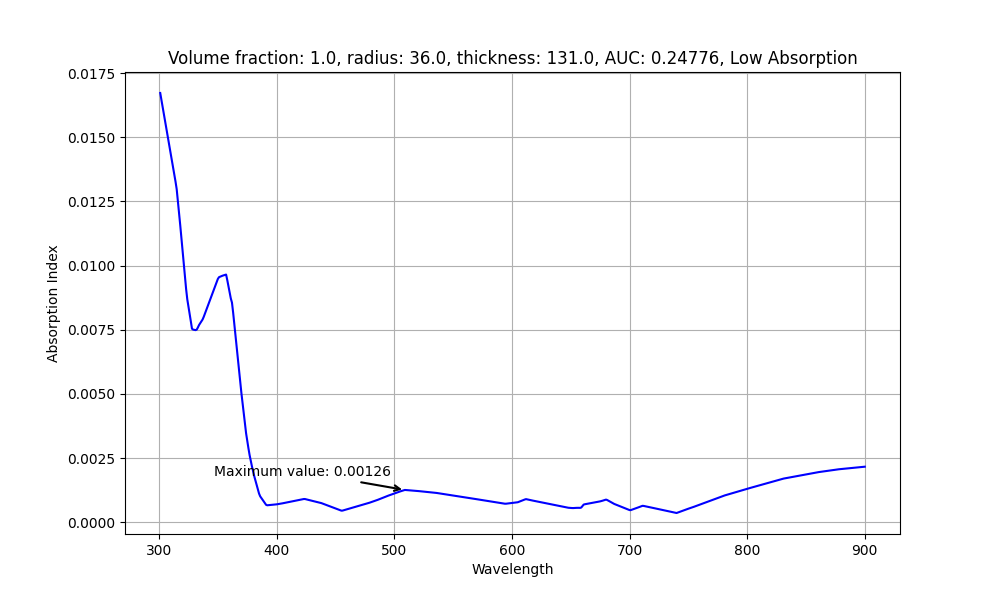 Volume fraction: 1.0, radius: 36.0, thickness: 131.0, AUC: 0.24776, Low Absorption
0.0175
0.0150
0.0125
0.0100
0.0075
0.0050
0.0025
0.0000
Absorption Index
Maximum value: 0.00126
300 400 500 600 700 800 900
Wavelength